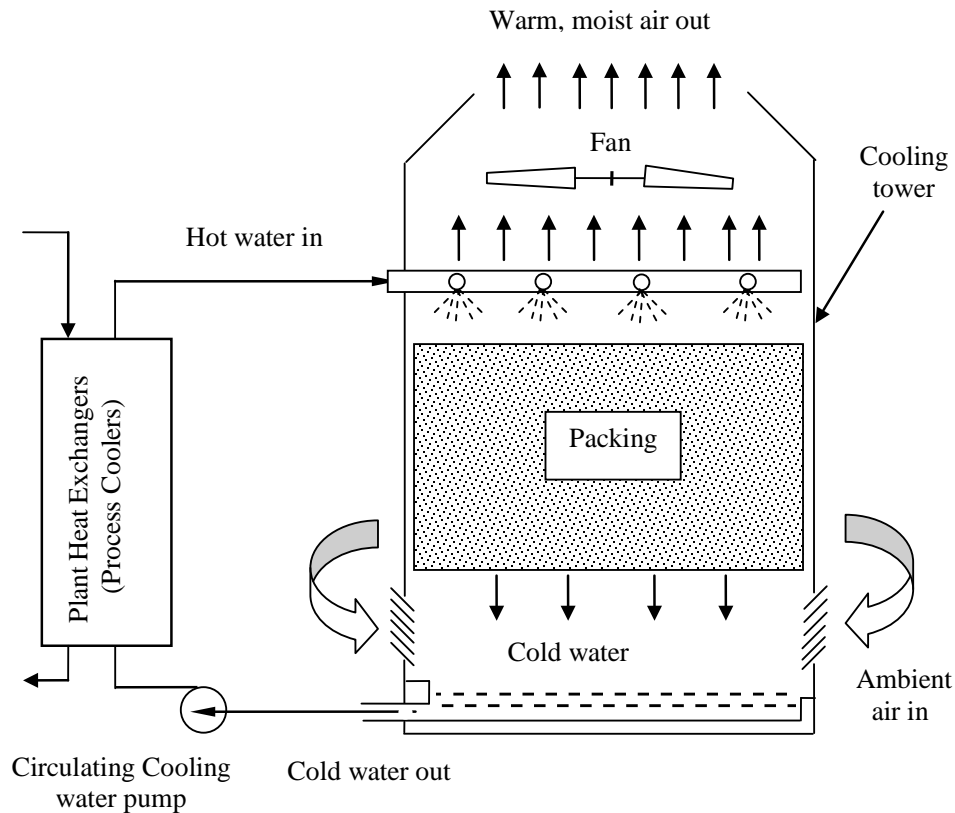 Warm, moist air out
Fan
Cooling
tower
Hot water in
Packing
Plant Heat Exchangers
(Process Coolers)
Cold water
Ambient
air in
Circulating Cooling
water pump
Cold water out